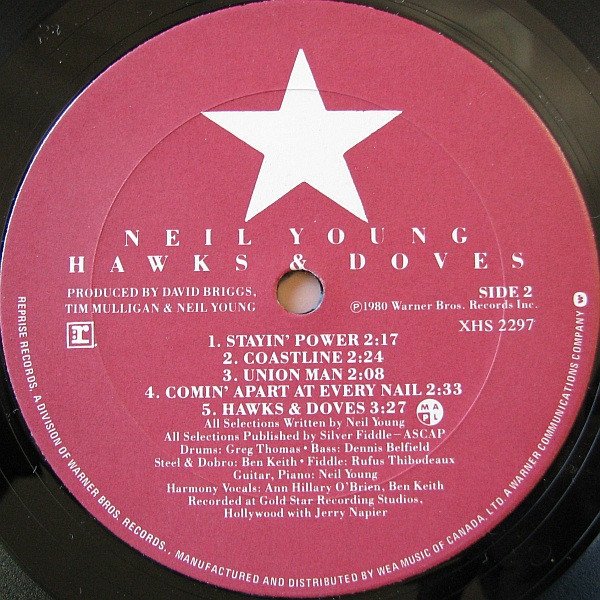 NEIL YOUNG
HAWKS & DOVES
PRODUCED BY DAVID BRIGGS,
TIM MULLIGAN & NEIL YOUNG
SIDE 2
℗1980 Warner Bros. Records Inc.
XHS 2297
r
1. STAYIN' POWER 2:17
2. COASTLINE 2:24
3. UNION MAN 2:08
4. COMIN' APART AT EVERY NAIL 2:33
5. HAWKS & DOVES 3:27
MAPL
All Selections Written by Neil Young
All Selections Published by Silver Fiddle—ASCAP
Drums: Greg Thomas • Bass: Dennis Belfield
Steel & Dobro: Ben Keith • Fiddle: Rufus Thibodeaux
Guitar, Piano: Neil Young
Harmony Vocals: Ann Hillary O'Brien, Ben Keith
Recorded at Gold Star Recording Studios,
Hollywood with Jerry Napier
REPRISE RECORDS, A DIVISION OF WARNER BROS. RECORDS., MANUFACTURED AND DISTRIBUTED BY WEA MUSIC OF CANADA, LTD. A WARNER COMMUNICATIONS COMPANY